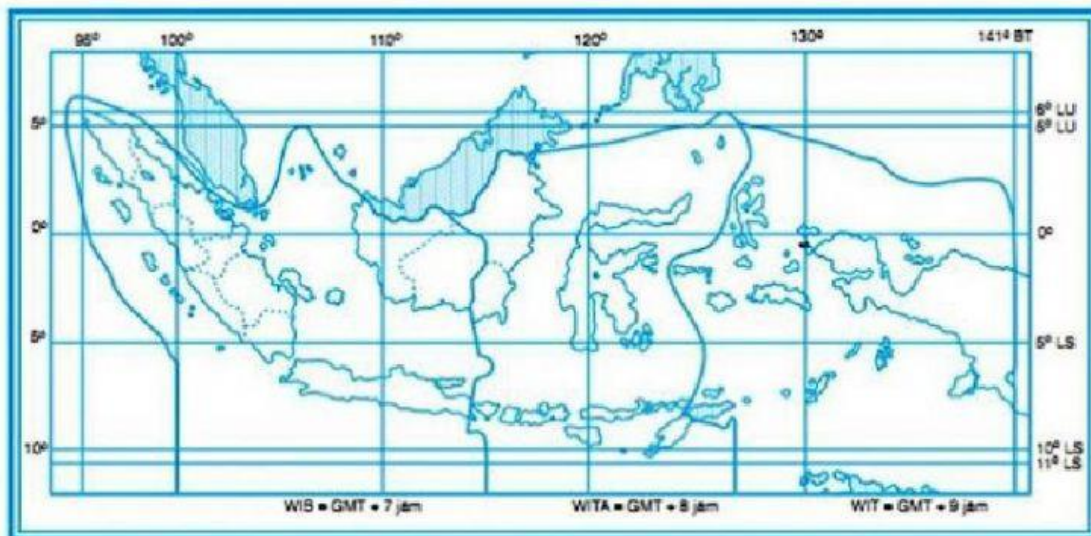 95° 100° 110° 120° 130° 141° BT
6° LU
5° 5° LU
0° 0°
5° 5° LS
10° 10° LS
11° LS
WIB = GMT + 7 jam WITA = GMT + 8 jam WIT = GMT + 9 jam